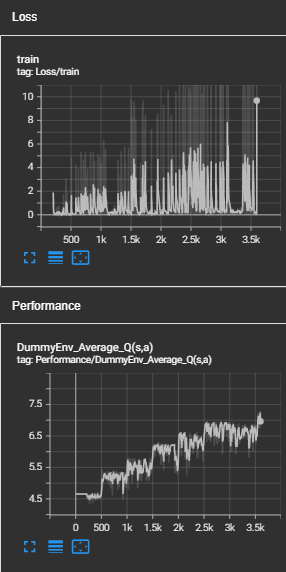 Loss
train
tag: Loss/train
10
8
6
4
2
0
500 1k 1.5k 2k 2.5k 3k 3.5k
Performance
DummyEnv_Average_Q(s,a)
tag: Performance/DummyEnv_Average_Q(s,a)
7.5
6.5
5.5
4.5
0 500 1k 1.5k 2k 2.5k 3k 3.5k